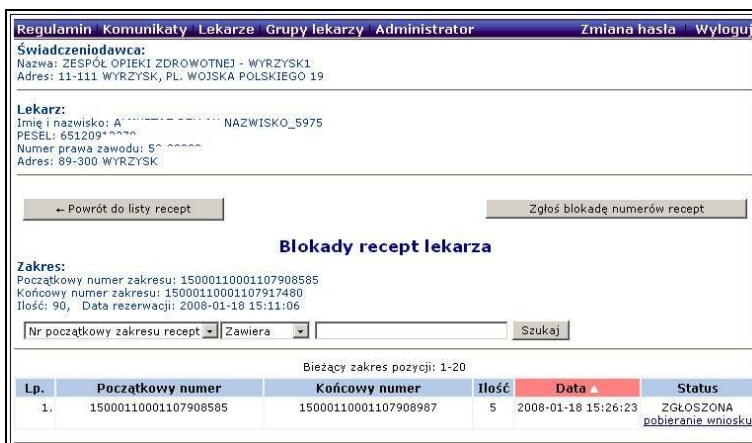 Regulamin Komunikaty Lekarze Grupy lekarzy Administrator Zmiana hasła Wyloguj
Świadczeniodawca:
Nazwa: ZESPÓŁ OPIEKI ZDROWOTNEJ - WYRZYSK1
Adres: 11-111 WYRZYSK, PL. WOJSKA POLSKIEGO 19
Lekarz:
Imię i nazwisko: NAZWISKO_5975
PESEL:
Numer prawa zawodu:
Adres: 89-300 WYRZYSK
← Powrót do listy recept Zgłoś blokadę numerów recept
Blokady recept lekarza
Zakres:
Początkowy numer zakresu: 15000110001107908585
Końcowy numer zakresu: 15000110001107917480
Ilość: 90, Data rezerwacji: 2008-01-18 15:11:06
Nr początkowy zakresu recept Zawiera Szukaj
Bieżący zakres pozycji: 1-20
Lp. Początkowy numer Końcowy numer Ilość Data Status
1. 15000110001107908585 15000110001107908987 5 2008-01-18 15:26:23 ZGŁOSZONA
pobieranie wniosku